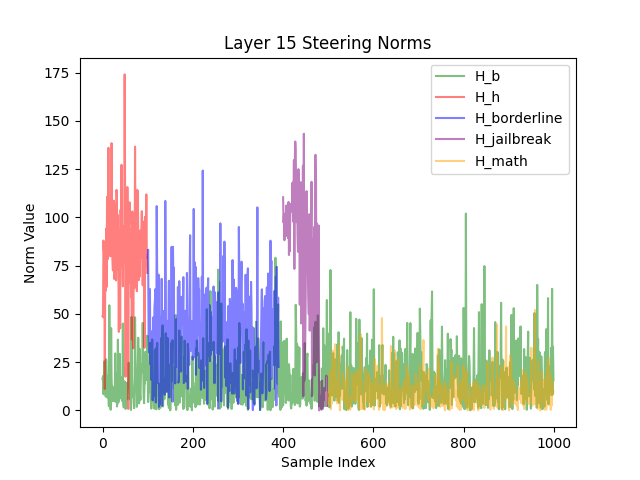 Layer 15 Steering Norms
H_b
H_h
H_borderline
H_jailbreak
H_math
Norm Value
175
150
125
100
75
50
25
0
0 200 400 600 800 1000
Sample Index